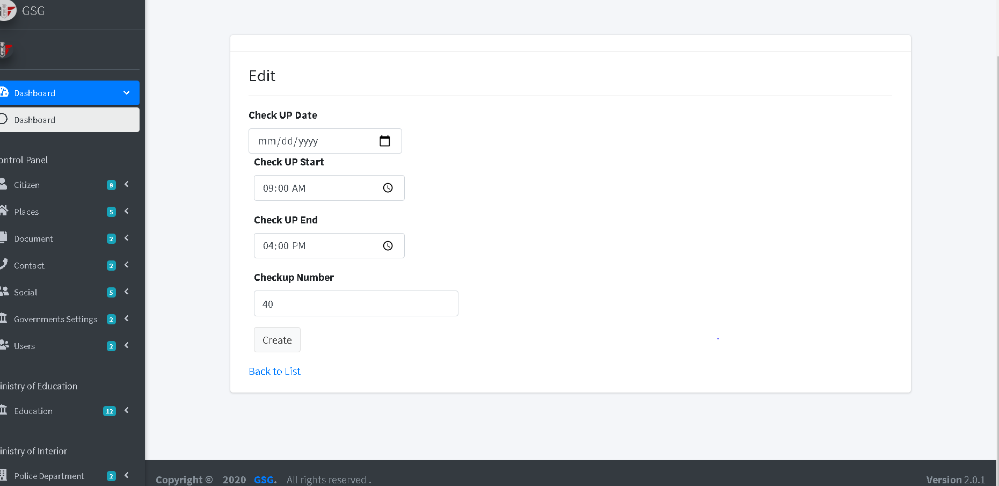 GSG
Dashboard
Dashboard
ontrol Panel
Citizen 8
Places 5
Document 2
Contact 2
Social 5
Governments Settings 2
Users 2
inistry of Education
Education 12
inistry of Interior
Police Department 2
Edit
Check UP Date
mm/dd/yyyy
Check UP Start
09:00 AM
Check UP End
04:00 PM
Checkup Number
40
Create
Back to List
Copyright © 2020 GSG. All rights reserved .
Version 2.0.1